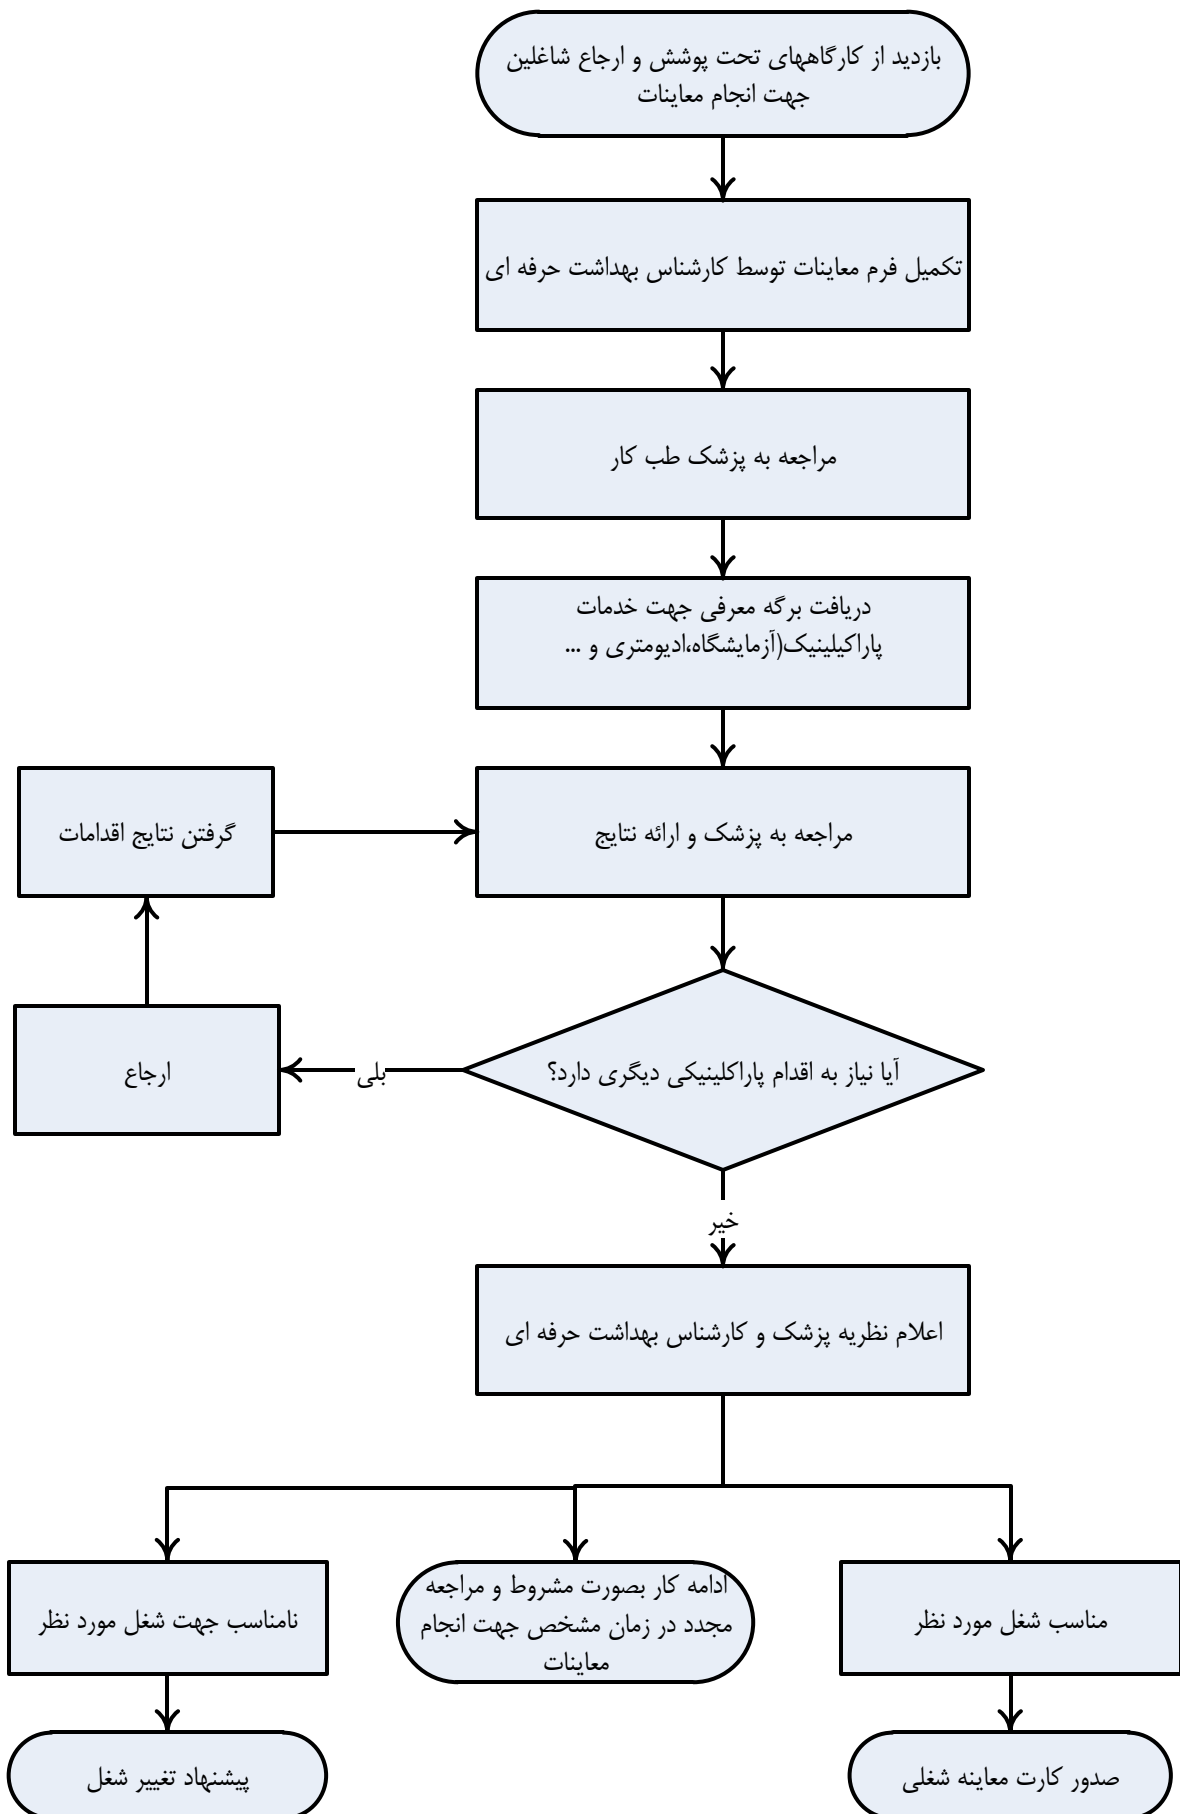 بازدید از کارگاههای تحت پوشش و ارجاع شاغلین
جهت انجام معاینات
تکمیل فرم معاینات توسط کارشناس بهداشت حرفه ای
مراجعه به پزشک طب کار
دریافت برگه معرفی جهت خدمات
پاراکیلینیک(آزمایشگاه،ادیومتری و ...
گرفتن نتایج اقدامات
مراجعه به پزشک و ارائه نتایج
آیا نیاز به اقدام پاراکلینیکی دیگری دارد؟
بلی
ارجاع
خیر
اعلام نظریه پزشک و کارشناس بهداشت حرفه ای
مناسب شغل مورد نظر
ادامه کار بصورت مشروط و مراجعه
مجدد در زمان مشخص جهت انجام
معاینات
نامناسب جهت شغل مورد نظر
صدور کارت معاینه شغلی
پیشنهاد تغییر شغل